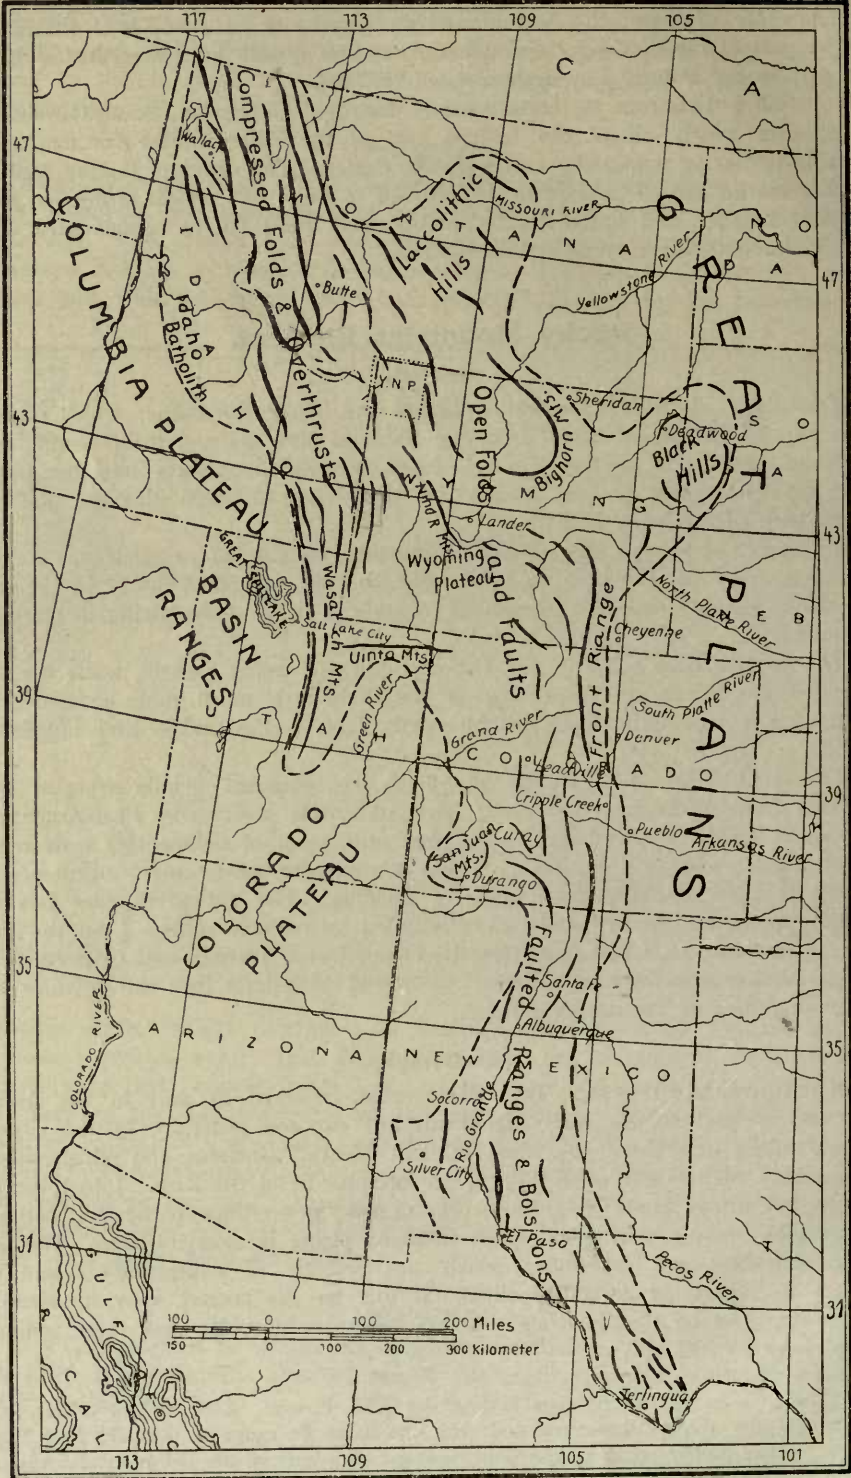 117 113 109 105
C A N A D A
47
47
43
43
39
39
35
35
31
31
Compressed Folds & Overthrusts
Wallace
M O N T A N A
Laccolithic
Hills
MISSOURI RIVER
Yellowstone River
G R E A T P L A I N S
COLUMBIA PLATEAU
I D A H O
Idaho
Batholith
Butte
Y N P
Open Folds and Faults
Bighorn Mts.
Sheridan
Deadwood
Black
Hills
W Y O M I N G
Wind R. Mts.
Lander
Wyoming
Plateau
North Platte River
N E B
GREAT SALT LAKE
BASIN
RANGES
Wasatch Mts.
Salt Lake City
Uinta Mts.
Green River
U T A H
Front Range
Cheyenne
South Platte River
Denver
Grand River
C O L O R A D O
Leadville
Cripple Creek
Pueblo
Arkansas River
San Juan
Mts.
Ouray
Durango
COLORADO
PLATEAU
Faulted Ranges & Bolsons
Santa Fe
Albuquerque
COLORADO RIVER
A R I Z O N A
N E W M E X I C O
Socorro
Rio Grande
Silver City
El Paso
Pecos River
GULF
CAL
Terlingua
100 0 100 200 Miles
150 0 100 200 300 Kilometer
113 109 105 101